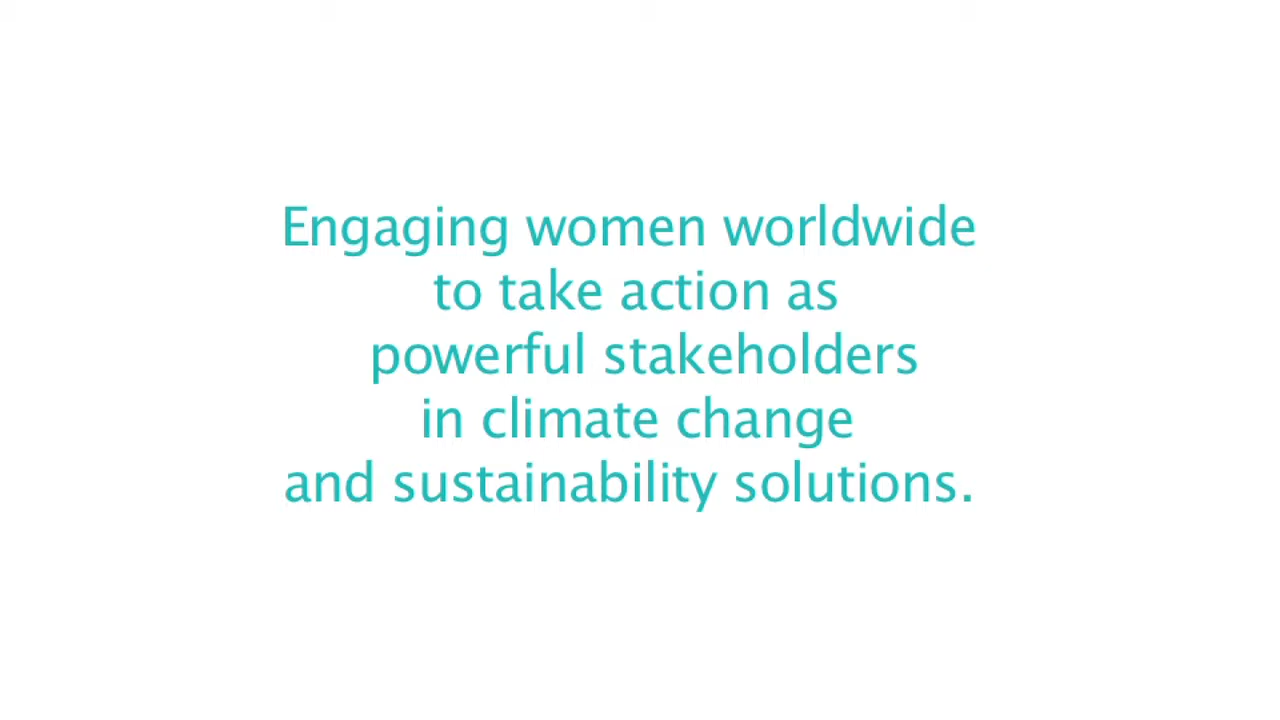 Engaging women worldwide
to take action as
powerful stakeholders
in climate change
and sustainability solutions.